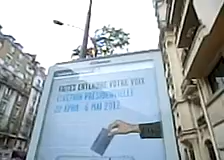 FAITES ENTENDRE VOTRE VOIX
ÉLECTION PRÉSIDENTIELLE
22 AVRIL - 6 MAI 2012